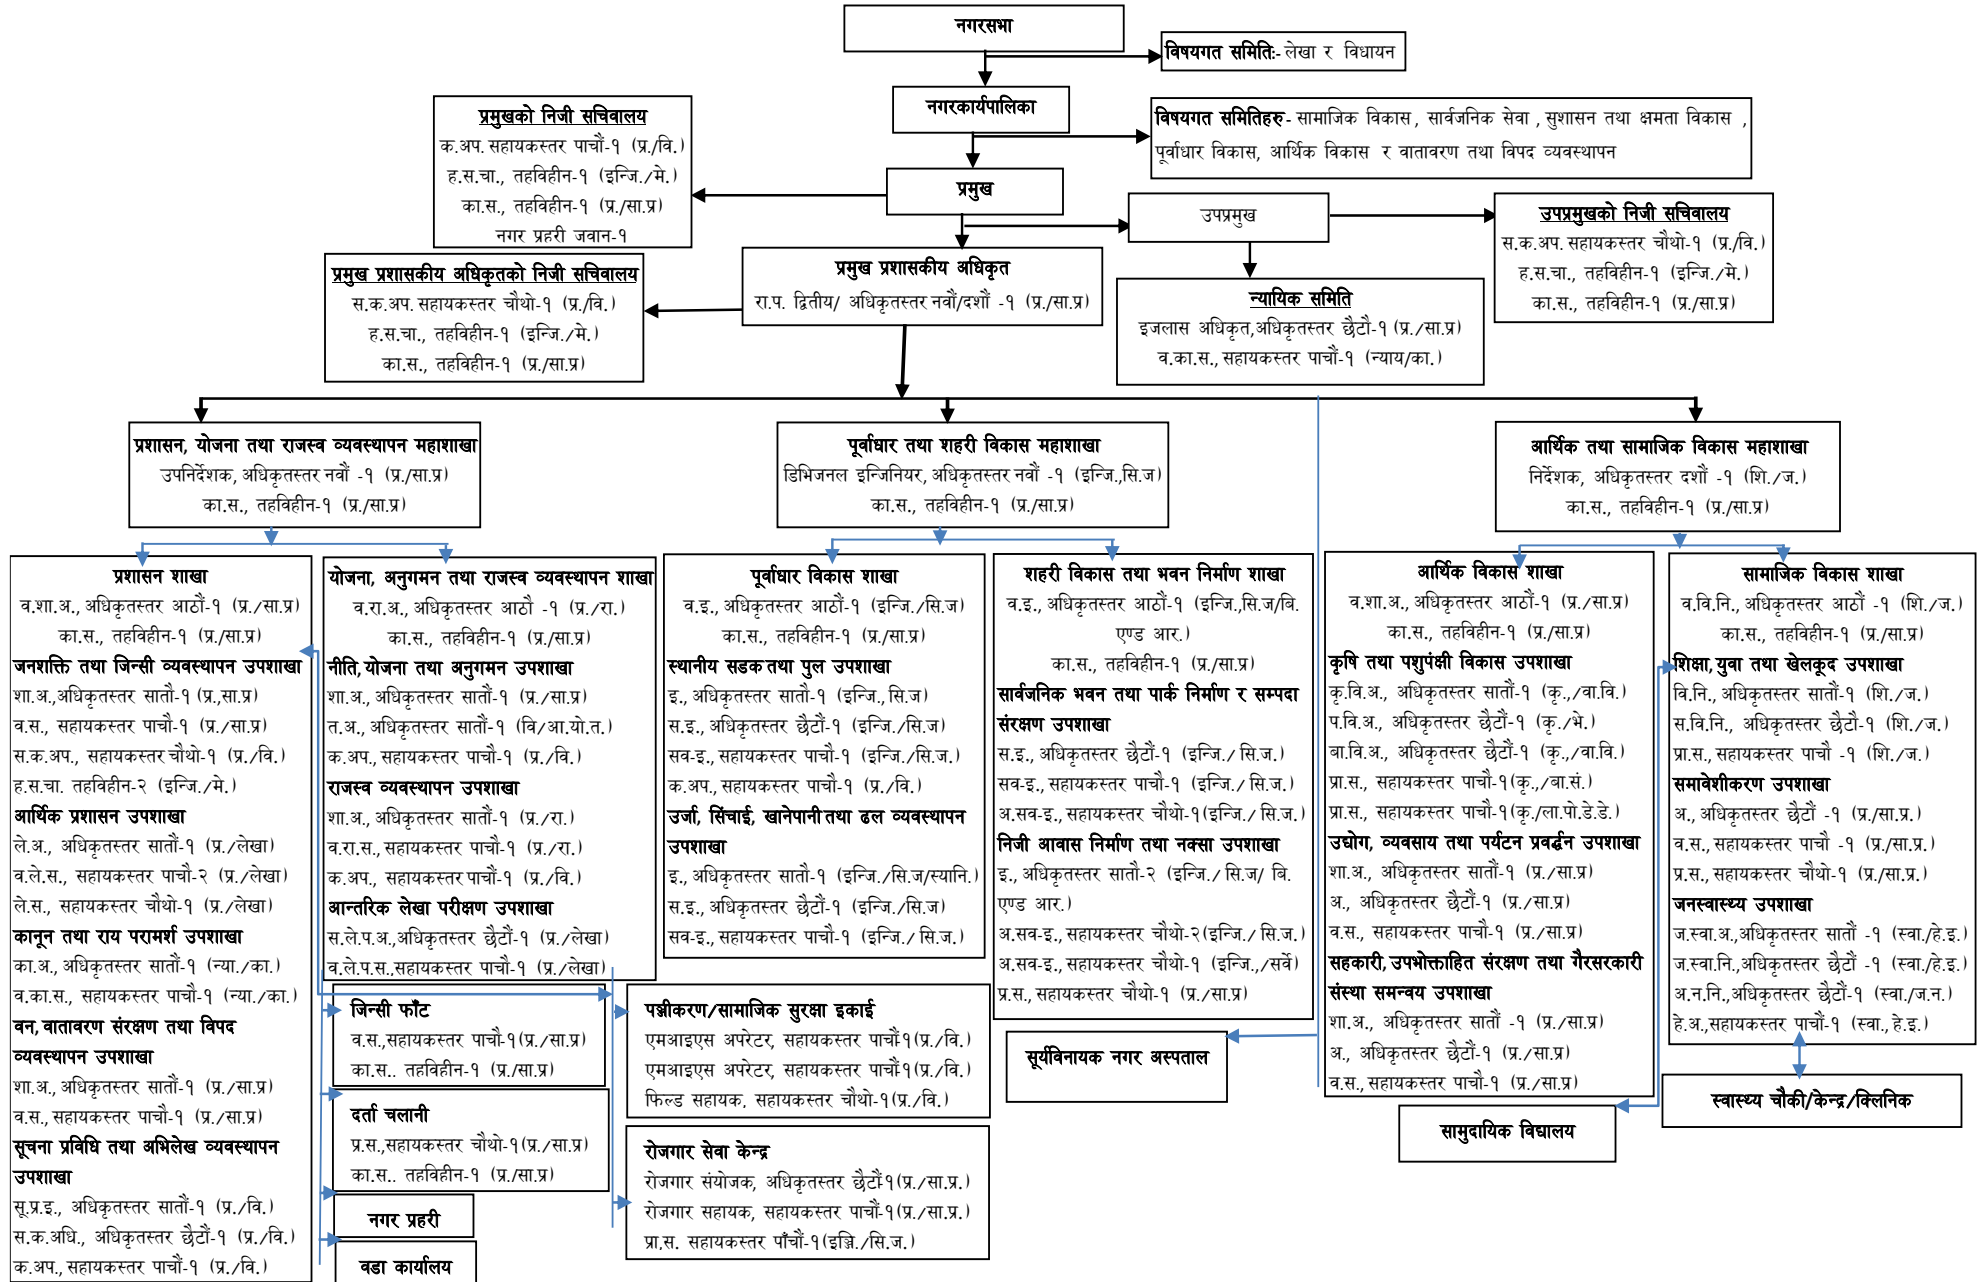 नगरसभा
विषयगत समितिः- लेखा र विधायन
नगरकार्यपालिका
विषयगत समितिहरु- सामाजिक विकास, सार्वजनिक सेवा, सुशासन तथा क्षमता विकास ,
पूर्वाधार विकास, आर्थिक विकास र वातावरण तथा विपद व्यवस्थापन
प्रमुखको निजी सचिवालय
क.अप. सहायकस्तर पाचौं-१ (प्र./वि.)
ह.स.चा., तहविहीन-१ (इन्जि./मे.)
का.स., तहविहीन-१ (प्र./सा.प्र)
नगर प्रहरी जवान-१
प्रमुख
उपप्रमुख
उपप्रमुखको निजी सचिवालय
स.क.अप. सहायकस्तर चौथो-१ (प्र./वि.)
ह.स.चा., तहविहीन-१ (इन्जि./मे.)
का.स., तहविहीन-१ (प्र./सा.प्र)
प्रमुख प्रशासकीय अधिकृतको निजी सचिवालय
स.क.अप. सहायकस्तर चौथो-१ (प्र./वि.)
ह.स.चा., तहविहीन-१ (इन्जि./मे.)
का.स., तहविहीन-१ (प्र./सा.प्र)
प्रमुख प्रशासकीय अधिकृत
रा.प. द्वितीय/ अधिकृतस्तर नवौं/दशौं -१ (प्र./सा.प्र)
न्यायिक समिति
इजलास अधिकृत,अधिकृतस्तर छैटौं-१ (प्र./सा.प्र)
व.का.स., सहायकस्तर पाचौं-१ (न्याय/का.)
प्रशासन, योजना तथा राजस्व व्यवस्थापन महाशाखा
उपनिर्देशक, अधिकृतस्तर नवौं -१ (प्र./सा.प्र)
का.स., तहविहीन-१ (प्र./सा.प्र)
पूर्वाधार तथा शहरी विकास महाशाखा
डिभिजनल इन्जिनियर, अधिकृतस्तर नवौं -१ (इन्जि.,सि.ज)
का.स., तहविहीन-१ (प्र./सा.प्र)
आर्थिक तथा सामाजिक विकास महाशाखा
निर्देशक, अधिकृतस्तर दशौं -१ (शि./ज.)
का.स., तहविहीन-१ (प्र./सा.प्र)
प्रशासन शाखा
व.शा.अ., अधिकृतस्तर आठौं-१ (प्र./सा.प्र)
का.स., तहविहीन-१ (प्र./सा.प्र)
जनशक्ति तथा जिन्सी व्यवस्थापन उपशाखा
शा.अ.,अधिकृतस्तर सातौं-१ (प्र.,सा.प्र)
व.स., सहायकस्तर पाचौं-१ (प्र./सा.प्र)
स.क.अप., सहायकस्तर चौथो-१ (प्र./वि.)
ह.स.चा. तहविहीन-२ (इन्जि./मे.)
आर्थिक प्रशासन उपशाखा
ले.अ., अधिकृतस्तर सातौं-१ (प्र./लेखा)
व.ले.स., सहायकस्तर पाचौं-२ (प्र./लेखा)
ले.स., सहायकस्तर चौथो-१ (प्र./लेखा)
कानून तथा राय परामर्श उपशाखा
का.अ., अधिकृतस्तर सातौं-१ (न्या./का.)
व.का.स., सहायकस्तर पाचौं-१ (न्या./का.)
वन, वातावरण संरक्षण तथा विपद
व्यवस्थापन उपशाखा
शा.अ., अधिकृतस्तर सातौं-१ (प्र./सा.प्र)
व.स., सहायकस्तर पाचौं-१ (प्र./सा.प्र)
सूचना प्रविधि तथा अभिलेख व्यवस्थापन
उपशाखा
सू.प्र.इ., अधिकृतस्तर सातौं-१ (प्र./वि.)
स.क.अधि., अधिकृतस्तर छैटौं-१ (प्र./वि.)
क.अप., सहायकस्तर पाचौं-१ (प्र./वि.)
योजना, अनुगमन तथा राजस्व व्यवस्थापन शाखा
व.रा.अ., अधिकृतस्तर आठौं -१ (प्र./रा.)
का.स., तहविहीन-१ (प्र./सा.प्र)
नीति, योजना तथा अनुगमन उपशाखा
शा.अ., अधिकृतस्तर सातौं-१ (प्र./सा.प्र)
त.अ., अधिकृतस्तर सातौं-१ (वि/आ.यो.त.)
क.अप., सहायकस्तर पाचौं-१ (प्र./वि.)
राजस्व व्यवस्थापन उपशाखा
शा.अ., अधिकृतस्तर सातौं-१ (प्र./रा.)
व.रा.स., सहायकस्तर पाचौं-१ (प्र./रा.)
क.अप., सहायकस्तर पाचौं-१ (प्र./वि.)
आन्तरिक लेखा परीक्षण उपशाखा
स.ले.प.अ.,अधिकृतस्तर छैटौं-१ (प्र./लेखा)
व.ले.प.स.,सहायकस्तर पाचौं-१ (प्र./लेखा)
पूर्वाधार विकास शाखा
व.इ., अधिकृतस्तर आठौं-१ (इन्जि./सि.ज)
का.स., तहविहीन-१ (प्र./सा.प्र)
स्थानीय सडक तथा पुल उपशाखा
इ., अधिकृतस्तर सातौं-१ (इन्जि., सि.ज)
स.इ., अधिकृतस्तर छैटौं-१ (इन्जि./सि.ज)
सव-इ., सहायकस्तर पाचौं-१ (इन्जि./सि.ज.)
क.अप., सहायकस्तर पाचौं-१ (प्र./वि.)
उर्जा, सिंचाई, खानेपानी तथा ढल व्यवस्थापन
उपशाखा
इ., अधिकृतस्तर सातौं-१ (इन्जि./सि.ज/स्यानि.)
स.इ., अधिकृतस्तर छैटौं-१ (इन्जि./सि.ज)
सव-इ., सहायकस्तर पाचौं-१ (इन्जि./ सि.ज.)
शहरी विकास तथा भवन निर्माण शाखा
व.इ., अधिकृतस्तर आठौं-१ (इन्जि.,सि.ज/बि.
एण्ड आर.)
का.स., तहविहीन-१ (प्र./सा.प्र)
सार्वजनिक भवन तथा पार्क निर्माण र सम्पदा
संरक्षण उपशाखा
स.इ., अधिकृतस्तर छैटौं-१ (इन्जि./ सि.ज.)
सव-इ., सहायकस्तर पाचौं-१ (इन्जि./ सि.ज.)
अ.सव-इ., सहायकस्तर चौथो-१(इन्जि./ सि.ज.)
निजी आवास निर्माण तथा नक्सा उपशाखा
इ., अधिकृतस्तर सातौं-२ (इन्जि./ सि.ज/ बि.
एण्ड आर.)
अ.सव-इ., सहायकस्तर चौथो-२(इन्जि./ सि.ज.)
अ.सव-इ., सहायकस्तर चौथो-१ (इन्जि.,/सर्वे)
प्र.स., सहायकस्तर चौथो-१ (प्र./सा.प्र)
आर्थिक विकास शाखा
व.शा.अ., अधिकृतस्तर आठौं-१ (प्र./सा.प्र)
का.स., तहविहीन-१ (प्र./सा.प्र)
कृषि तथा पशुपंक्षी विकास उपशाखा
कृ.वि.अ., अधिकृतस्तर सातौं-१ (कृ.,/वा.वि.)
प.वि.अ., अधिकृतस्तर छैटौं-१ (कृ./भे.)
बा.वि.अ., अधिकृतस्तर छैटौं-१ (कृ.,/वा.वि.)
प्रा.स., सहायकस्तर पाचौं-१(कृ.,/बा.सं.)
प्रा.स., सहायकस्तर पाचौं-१(कृ./ला.पो.डे.डे.)
उद्योग, व्यवसाय तथा पर्यटन प्रवर्द्धन उपशाखा
शा.अ., अधिकृतस्तर सातौं-१ (प्र./सा.प्र)
अ., अधिकृतस्तर छैटौं-१ (प्र./सा.प्र)
व.स., सहायकस्तर पाचौं-१ (प्र./सा.प्र)
सहकारी, उपभोक्ताहित संरक्षण तथा गैरसरकारी
संस्था समन्वय उपशाखा
शा.अ., अधिकृतस्तर सातौं -१ (प्र./सा.प्र)
अ., अधिकृतस्तर छैटौं-१ (प्र./सा.प्र)
व.स., सहायकस्तर पाचौं-१ (प्र./सा.प्र)
सामाजिक विकास शाखा
व.वि.नि., अधिकृतस्तर आठौं -१ (शि./ज.)
का.स., तहविहीन-१ (प्र./सा.प्र)
शिक्षा, युवा तथा खेलकूद उपशाखा
वि.नि., अधिकृतस्तर सातौं-१ (शि./ज.)
स.वि.नि., अधिकृतस्तर छैटौं-१ (शि./ज.)
प्रा.स., सहायकस्तर पाचौं -१ (शि./ज.)
समावेशीकरण उपशाखा
अ., अधिकृतस्तर छैटौं -१ (प्र./सा.प्र.)
व.स., सहायकस्तर पाचौं -१ (प्र./सा.प्र.)
प्र.स., सहायकस्तर चौथो-१ (प्र./सा.प्र.)
जनस्वास्थ्य उपशाखा
ज.स्वा.अ., अधिकृतस्तर सातौं -१ (स्वा./हे.इ.)
ज.स्वा.नि.,अधिकृतस्तर छैटौं -१ (स्वा./हे.इ.)
अ.न.नि.,अधिकृतस्तर छैटौं-१ (स्वा./ज.न.)
हे.अ.,सहायकस्तर पाचौं-१ (स्वा., हे.इ.)
जिन्सी फाँट
व.स.,सहायकस्तर पाचौं-१(प्र./सा.प्र)
का.स.. तहविहीन-१ (प्र./सा.प्र)
दर्ता चलानी
प्र.स.,सहायकस्तर चौथो-१(प्र./सा.प्र)
का.स.. तहविहीन-१ (प्र./सा.प्र)
नगर प्रहरी
वडा कार्यालय
पञ्जीकरण/सामाजिक सुरक्षा इकाई
एमआइएस अपरेटर, सहायकस्तर पाचौं-१(प्र./वि.)
एमआइएस अपरेटर, सहायकस्तर पाचौं-१(प्र./वि.)
फिल्ड सहायक, सहायकस्तर चौथो-१(प्र./वि.)
रोजगार सेवा केन्द्र
रोजगार संयोजक, अधिकृतस्तर छैटौं-१(प्र./सा.प्र.)
रोजगार सहायक, सहायकस्तर पाचौं-१(प्र./सा.प्र.)
प्रा.स. सहायकस्तर पाँचौं-१(इञ्जि./सि.ज.)
सूर्यविनायक नगर अस्पताल
सामुदायिक विद्यालय
स्वास्थ्य चौकी/केन्द्र/क्लिनिक